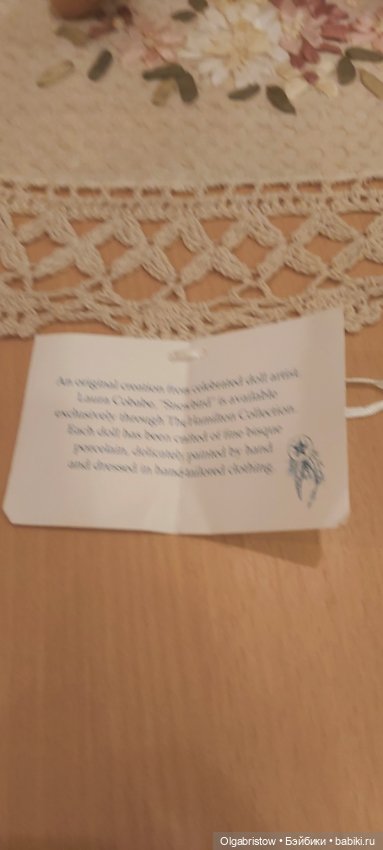 An original creation from celebrated doll artist
Laura Cobabe, "Snowbird" is available
exclusively through The Hamilton Collection.
Each doll has been crafted of fine bisque
porcelain, delicately painted by hand
and dressed in hand-tailored clothing.
Olgabristow • Бэйбики • babiki.ru